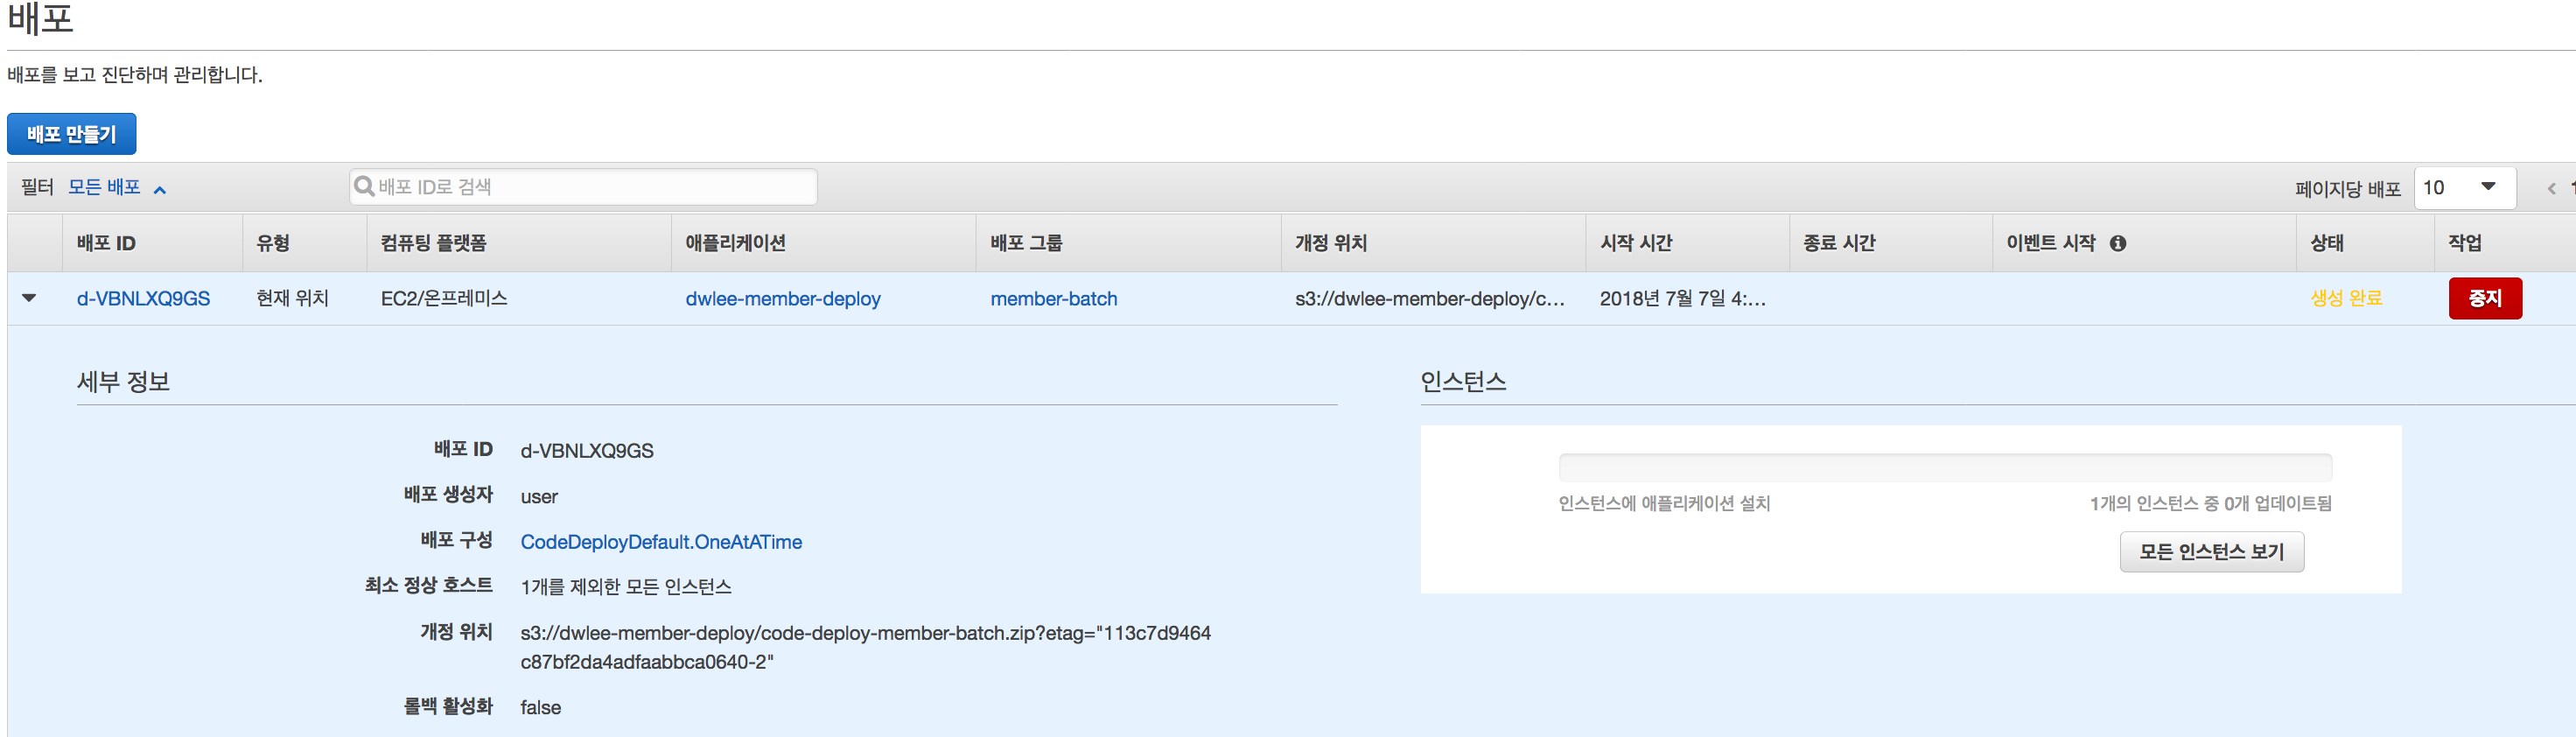 배포
배포를 보고 진단하며 관리합니다.
배포 만들기
필터 모든 배포 배포 ID로 검색 페이지당 배포 10 < 1
배포 ID 유형 컴퓨팅 플랫폼 애플리케이션 배포 그룹 개정 위치 시작 시간 종료 시간 이벤트 시작 상태 작업
d-VBNLXQ9GS 현재 위치 EC2/온프레미스 dwlee-member-deploy member-batch s3://dwlee-member-deploy/c... 2018년 7월 7일 4:... 생성 완료 중지
세부 정보
배포 ID d-VBNLXQ9GS
배포 생성자 user
배포 구성 CodeDeployDefault.OneAtATime
최소 정상 호스트 1개를 제외한 모든 인스턴스
개정 위치 s3://dwlee-member-deploy/code-deploy-member-batch.zip?etag="113c7d9464
c87bf2da4adfaabbca0640-2"
롤백 활성화 false
인스턴스
인스턴스에 애플리케이션 설치 1개의 인스턴스 중 0개 업데이트됨
모든 인스턴스 보기